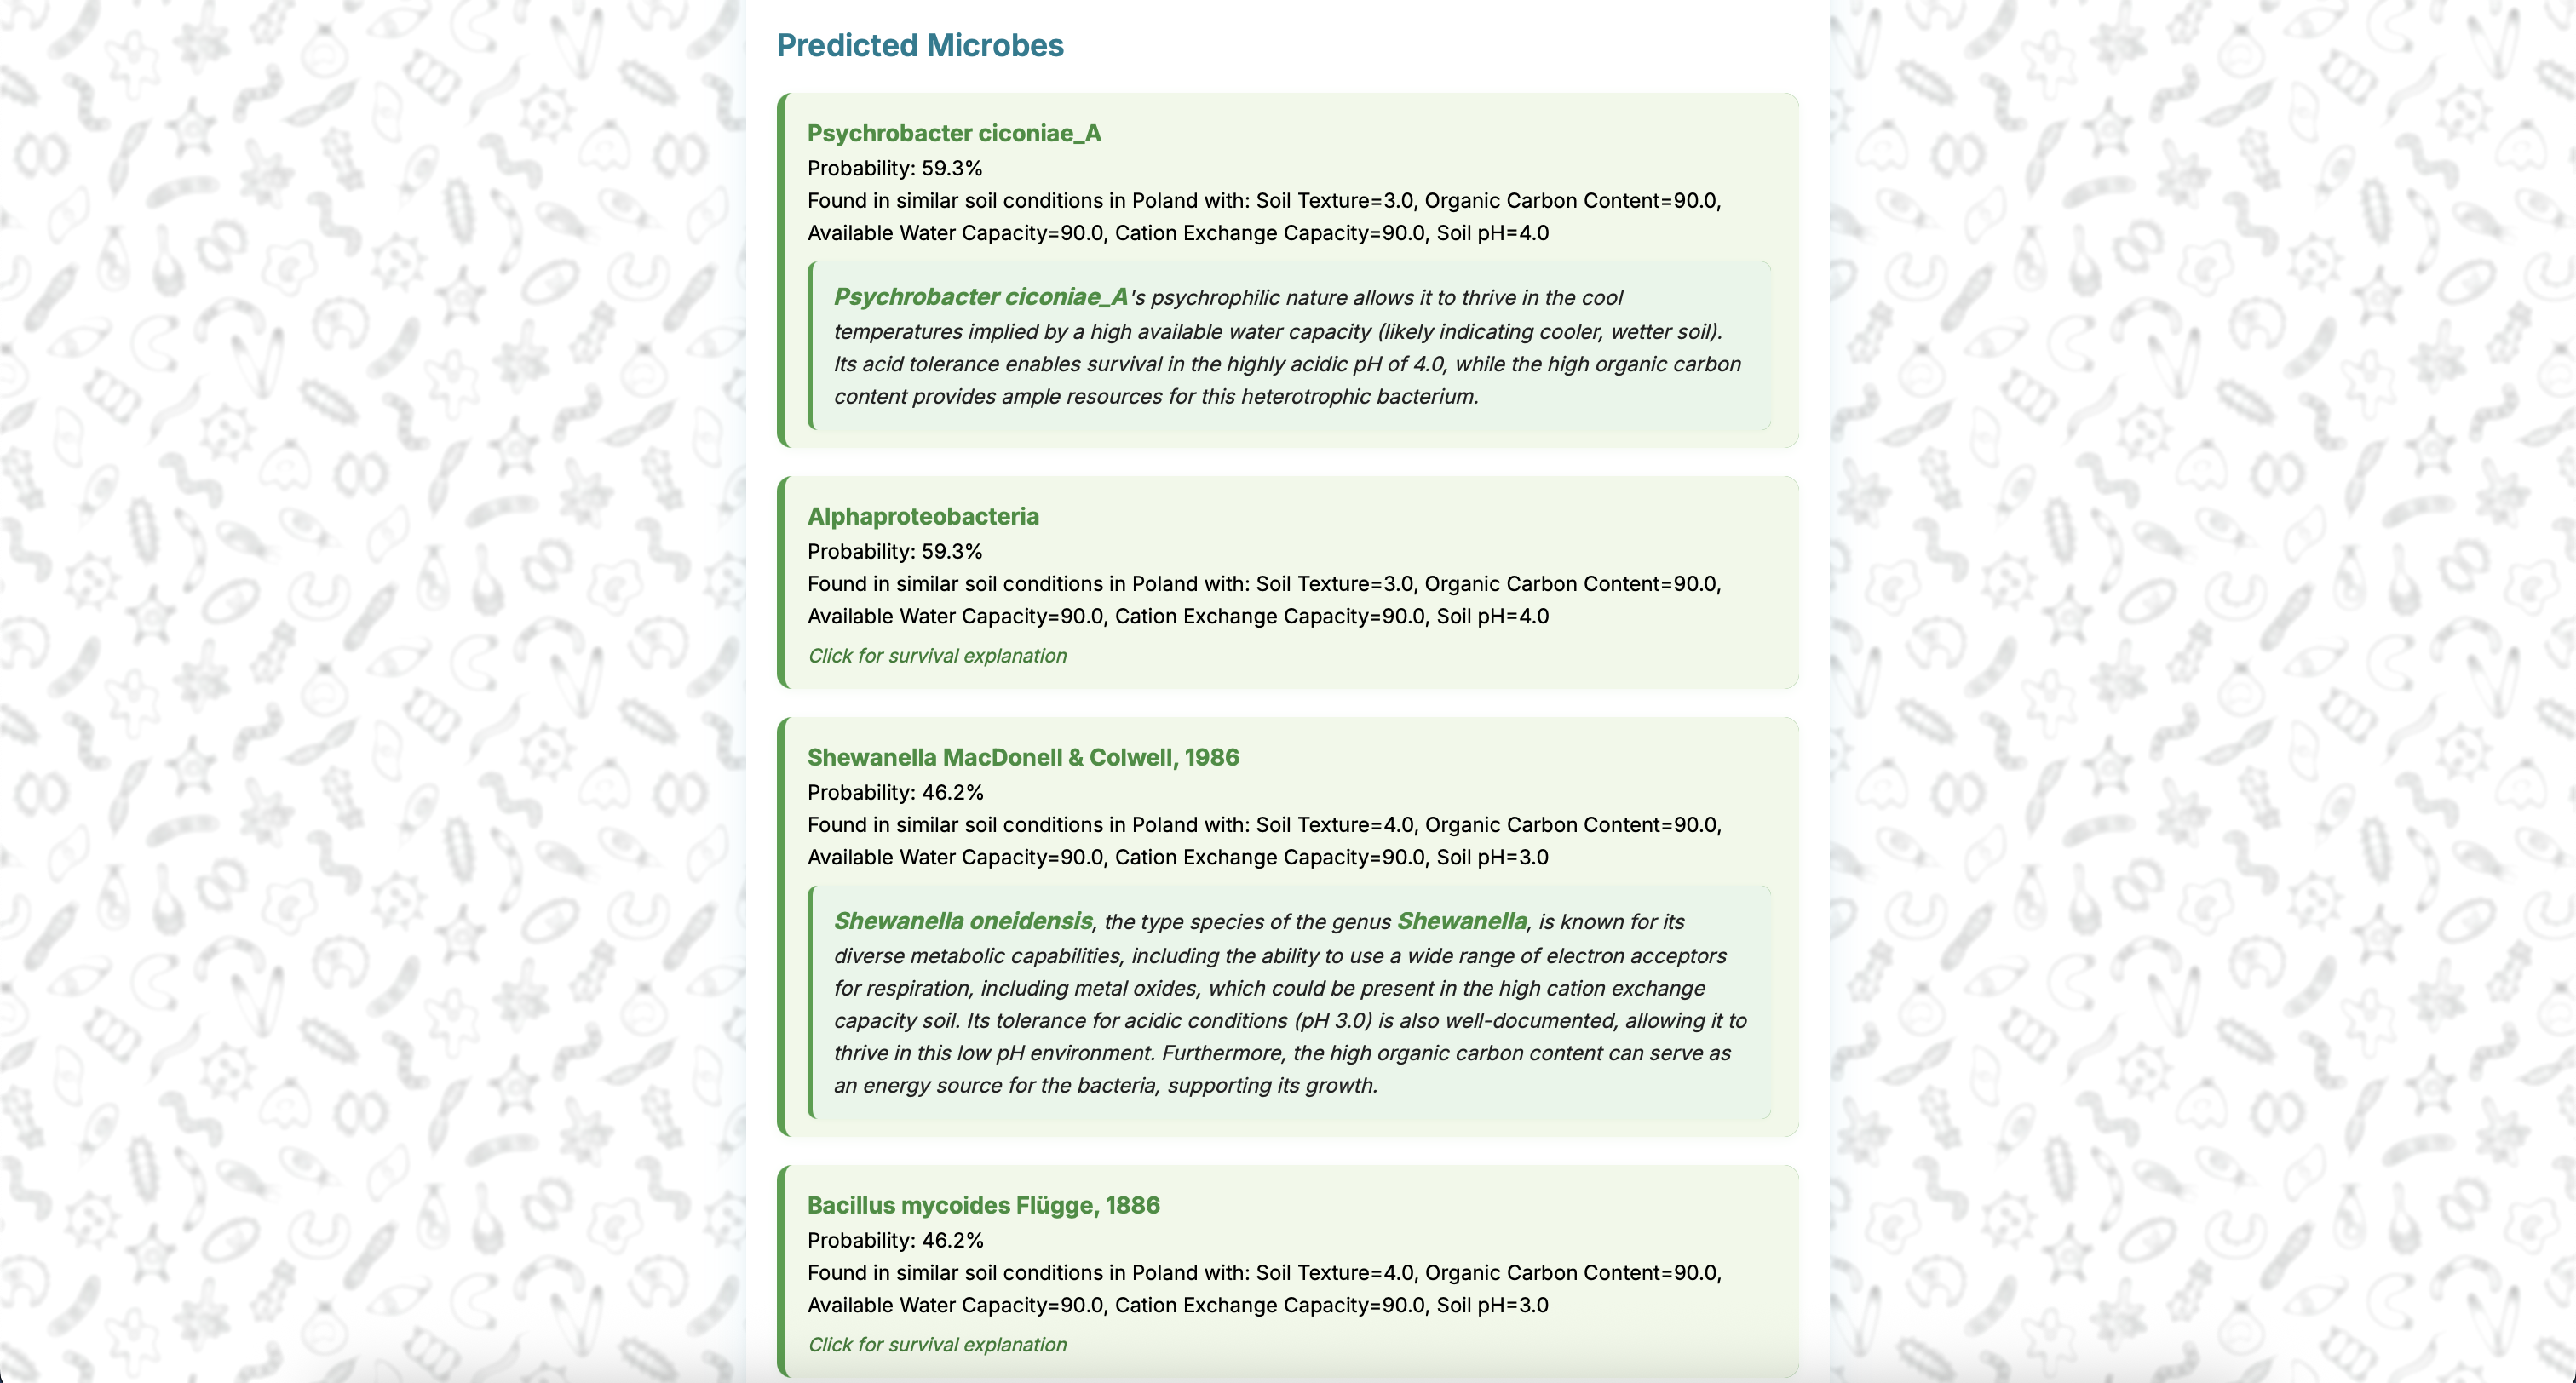 Predicted Microbes
Psychrobacter ciconiae_A
Probability: 59.3%
Found in similar soil conditions in Poland with: Soil Texture=3.0, Organic Carbon Content=90.0,
Available Water Capacity=90.0, Cation Exchange Capacity=90.0, Soil pH=4.0
Psychrobacter ciconiae_A's psychrophilic nature allows it to thrive in the cool
temperatures implied by a high available water capacity (likely indicating cooler, wetter soil).
Its acid tolerance enables survival in the highly acidic pH of 4.0, while the high organic carbon
content provides ample resources for this heterotrophic bacterium.
Alphaproteobacteria
Probability: 59.3%
Found in similar soil conditions in Poland with: Soil Texture=3.0, Organic Carbon Content=90.0,
Available Water Capacity=90.0, Cation Exchange Capacity=90.0, Soil pH=4.0
Click for survival explanation
Shewanella MacDonell & Colwell, 1986
Probability: 46.2%
Found in similar soil conditions in Poland with: Soil Texture=4.0, Organic Carbon Content=90.0,
Available Water Capacity=90.0, Cation Exchange Capacity=90.0, Soil pH=3.0
Shewanella oneidensis, the type species of the genus Shewanella, is known for its
diverse metabolic capabilities, including the ability to use a wide range of electron acceptors
for respiration, including metal oxides, which could be present in the high cation exchange
capacity soil. Its tolerance for acidic conditions (pH 3.0) is also well-documented, allowing it to
thrive in this low pH environment. Furthermore, the high organic carbon content can serve as
an energy source for the bacteria, supporting its growth.
Bacillus mycoides Flügge, 1886
Probability: 46.2%
Found in similar soil conditions in Poland with: Soil Texture=4.0, Organic Carbon Content=90.0,
Available Water Capacity=90.0, Cation Exchange Capacity=90.0, Soil pH=3.0
Click for survival explanation